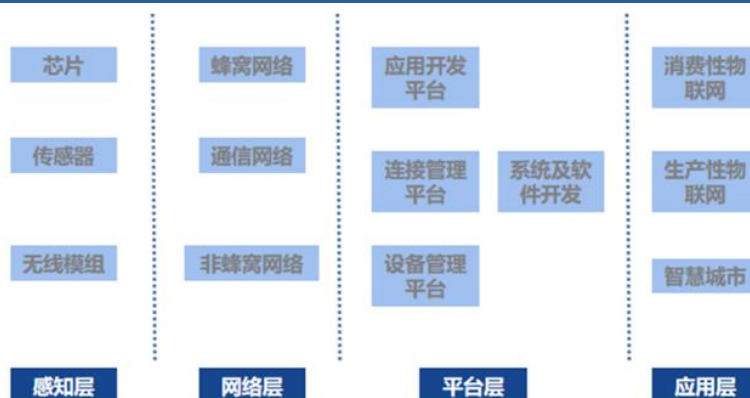 芯片
传感器
无线模组
感知层
蜂窝网络
通信网络
非蜂窝网络
网络层
应用开发
平台
连接管理
平台
设备管理
平台
系统及软
件开发
平台层
消费性物
联网
生产性物
联网
智慧城市
应用层